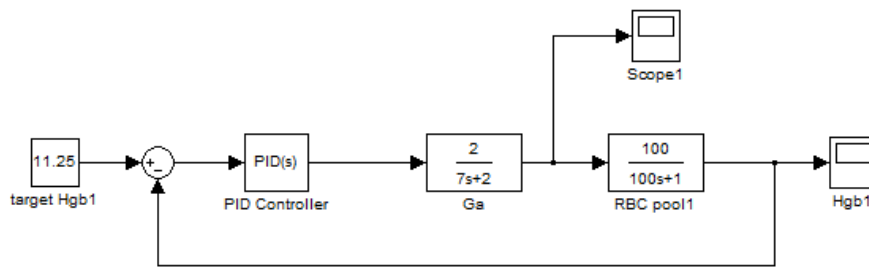 Scope1
11.25
target Hgb1
+
−
PID(s)
PID Controller
2
7s+2
Ga
100
100s+1
RBC pool1
Hgb1